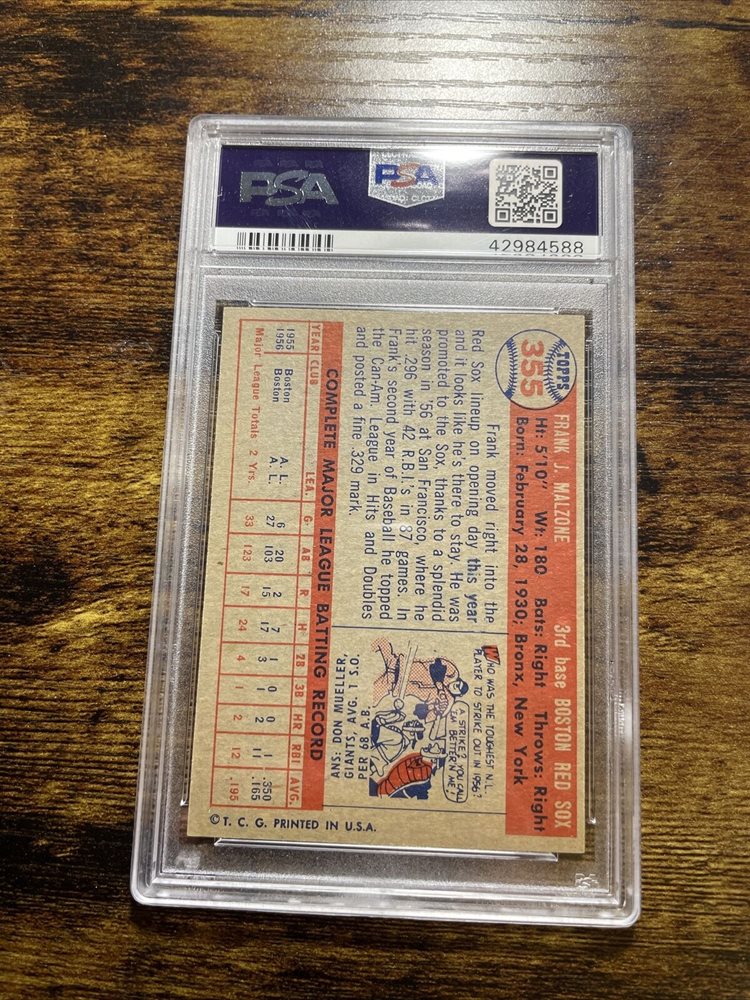 PSA
PSA
42984588
TOPPS
355
FRANK J. MALZONE 3rd base BOSTON RED SOX
Ht: 5'10" Wt: 180 Bats: Right Throws: Right
Born: February 28, 1930; Bronx, New York
Frank moved right into the
Red Sox lineup on opening day this year
and it looks like he's there to stay. He was
promoted to the Sox, thanks to a splendid
season in '56 at San Francisco, where he
hit .296 with 42 R.B.I.'s in 87 games. In
Frank's second year of Baseball he topped
the Can-Am. League in Hits and Doubles
and posted a fine .329 mark.
WHO WAS THE TOUGHEST N.L.
PLAYER TO STRIKE OUT IN 1956?
A STRIKE? YOU CALL
'EM BETTER'N ME!
ANS: DON MUELLER,
GIANTS, AVG. 1 S.O.
PER 68 A.B.
COMPLETE MAJOR LEAGUE BATTING RECORD
YEAR CLUB LEA. G. AB R H 2B 3B HR RBI AVG.
1955 Boston A. L. 6 20 2 7 1 0 0 1 .350
1956 Boston A. L. 27 103 15 17 3 1 2 11 .165
Major League Totals 2 Yrs. 33 123 17 24 4 1 2 12 .195
© T. C. G. PRINTED IN U.S.A.